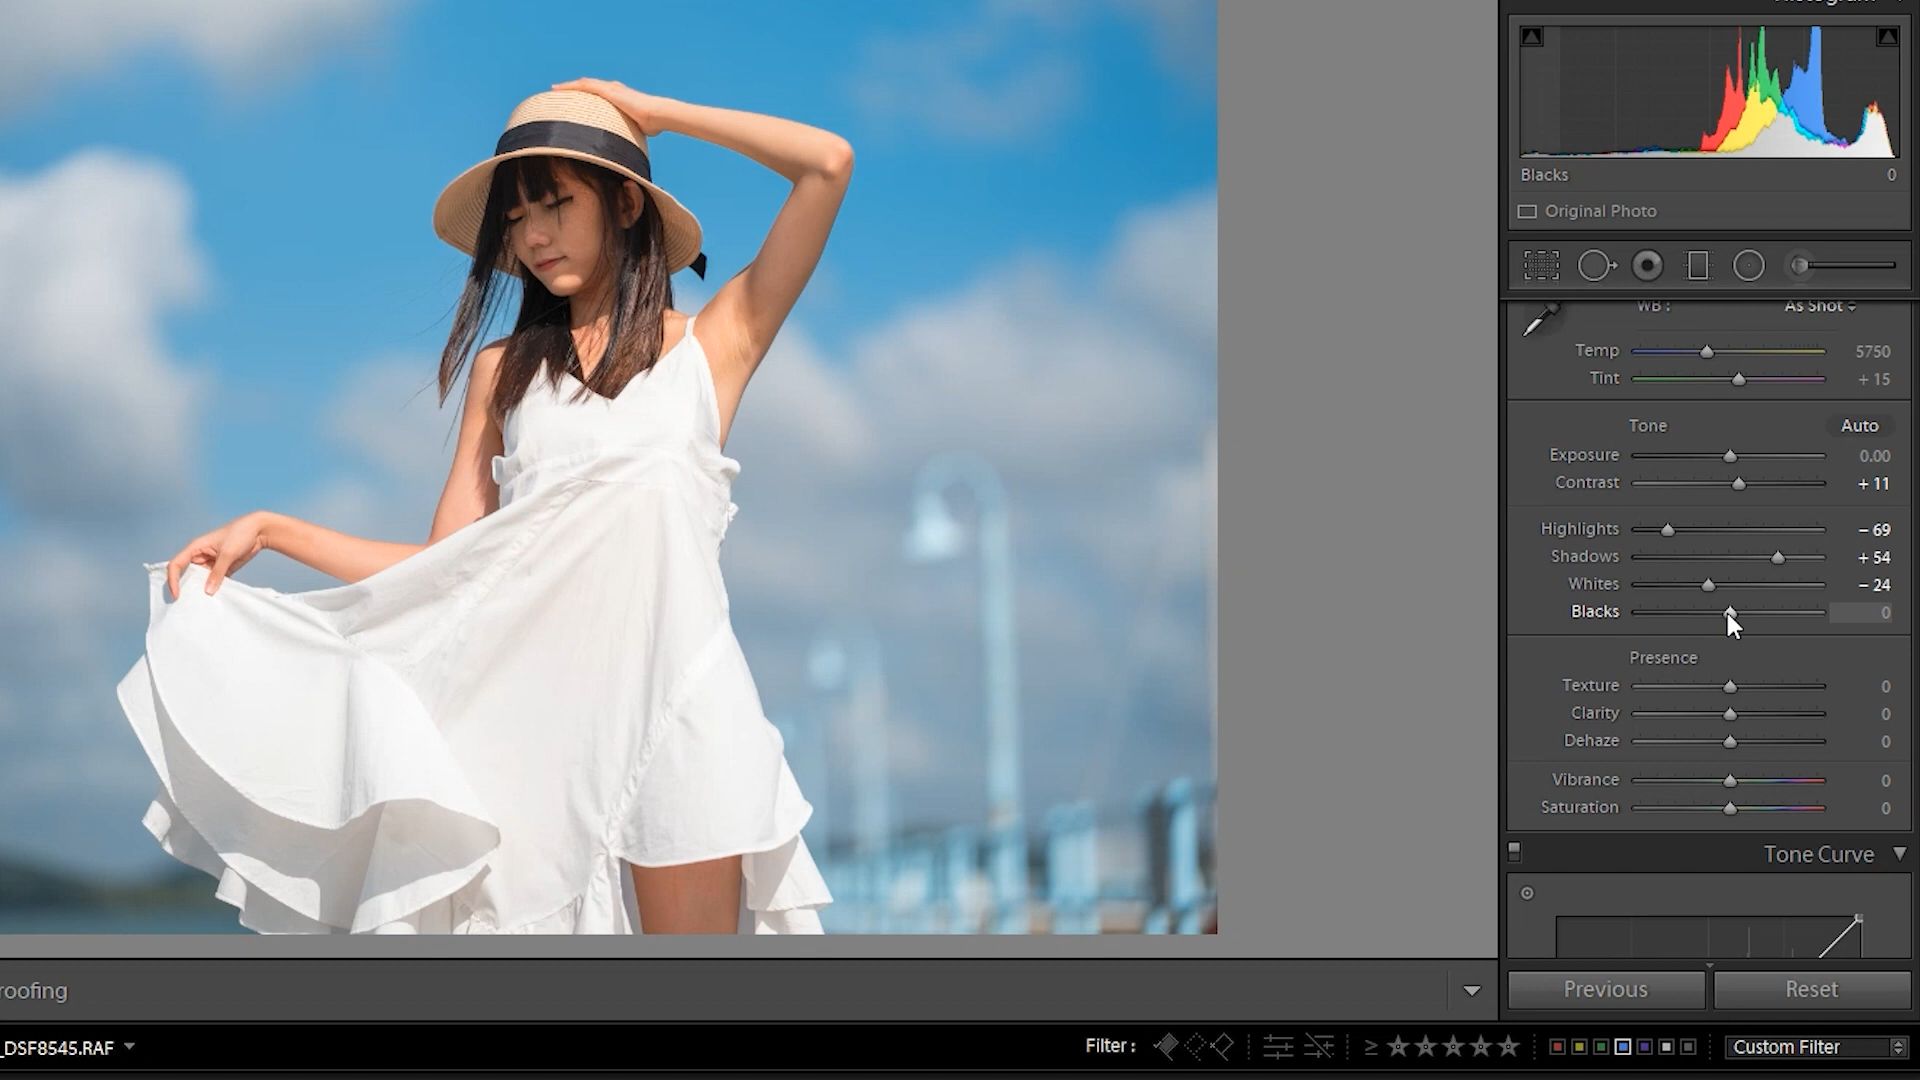 Histogram
Blacks 0
Original Photo
WB : As Shot
Temp 5750
Tint + 15
Tone Auto
Exposure 0.00
Contrast + 11
Highlights – 69
Shadows + 54
Whites – 24
Blacks 0
Presence
Texture 0
Clarity 0
Dehaze 0
Vibrance 0
Saturation 0
Tone Curve
Previous Reset
roofing
_DSF8545.RAF Filter : ≥ Custom Filter